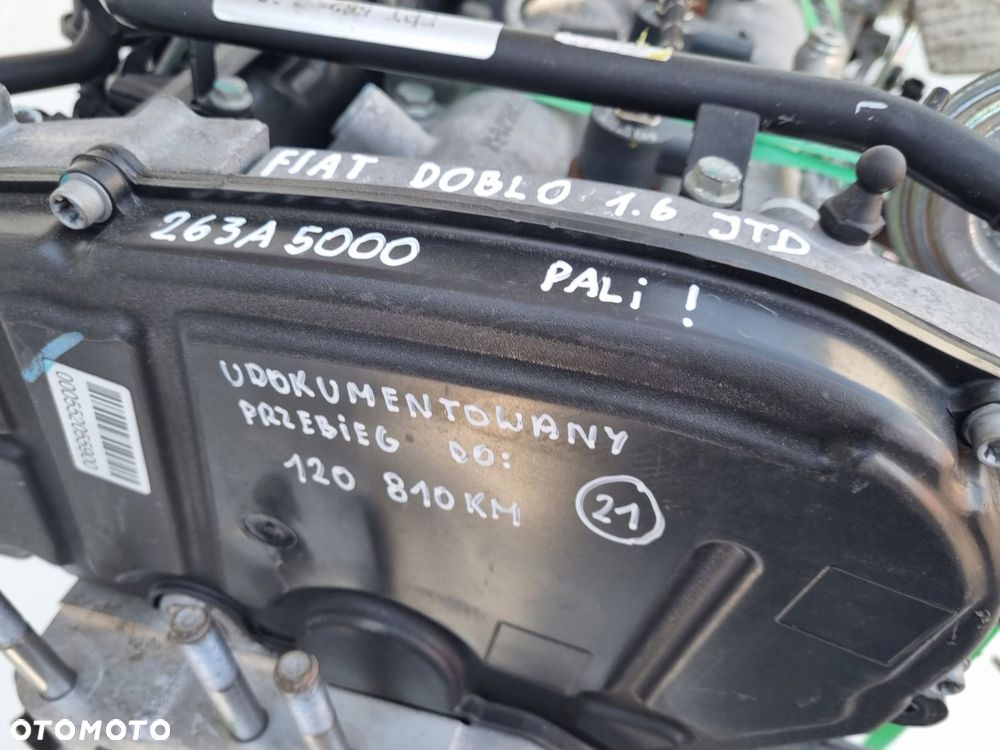 FIAT DOBLO 1.6 JTD
263A5000
PALi !
UDOKUMENTOWANY
PRZEBiEG DO:
120 810KM
21
OTOMOTO